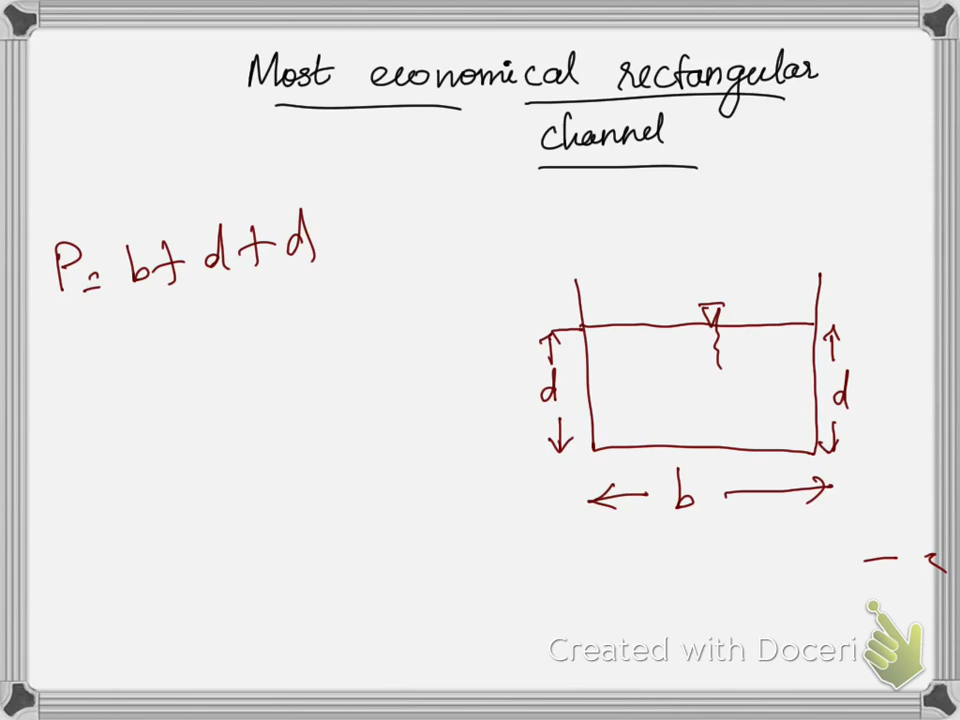 Most economical rectangular
channel
P = b + d + d
d
d
b
Created with Doceri